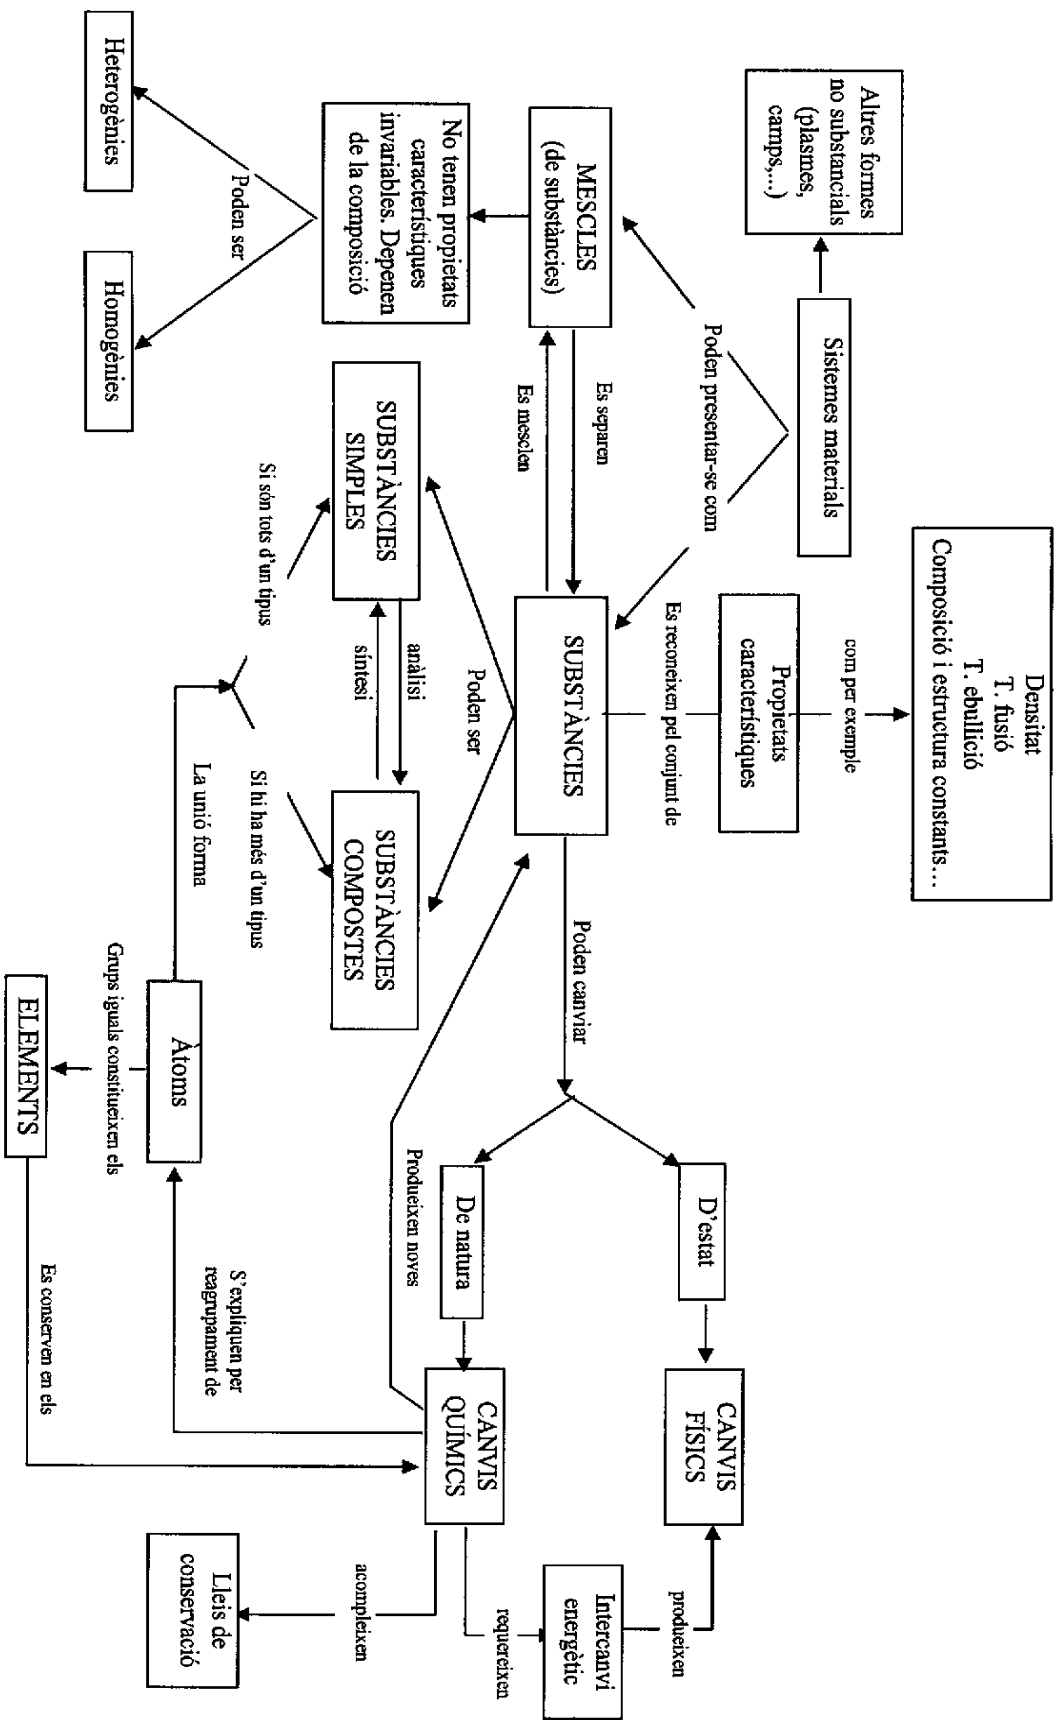 Densitat
T. fusió
T. ebullició
Composició i estructura constants...
com per exemple
Altres formes
no substancials
(plasmes,
camps,...)
Sistemes materials
Propietats
característiques
Poden presentar-se com
Es reconeixen pel conjunt de
MESCLES
(de substàncies)
Es separen
Es mesclen
SUBSTÀNCIES
Poden canviar
D'estat
CANVIS
FÍSICS
produeixen
Intercanvi
energètic
requereixen
De natura
CANVIS
QUÍMICS
Produeixen noves
No tenen propietats
característiques
invariables. Depenen
de la composició
Poden ser
Heterogènies
Homogènies
Poden ser
SUBSTÀNCIES
SIMPLES
anàlisi
síntesi
SUBSTÀNCIES
COMPOSTES
Si són tots d'un tipus
Si hi ha més d'un tipus
La unió forma
Àtoms
S'expliquen per
reagrupament de
acompleixen
Lleis de
conservació
Grups iguals constitueixen els
ELEMENTS
Es conserven en els